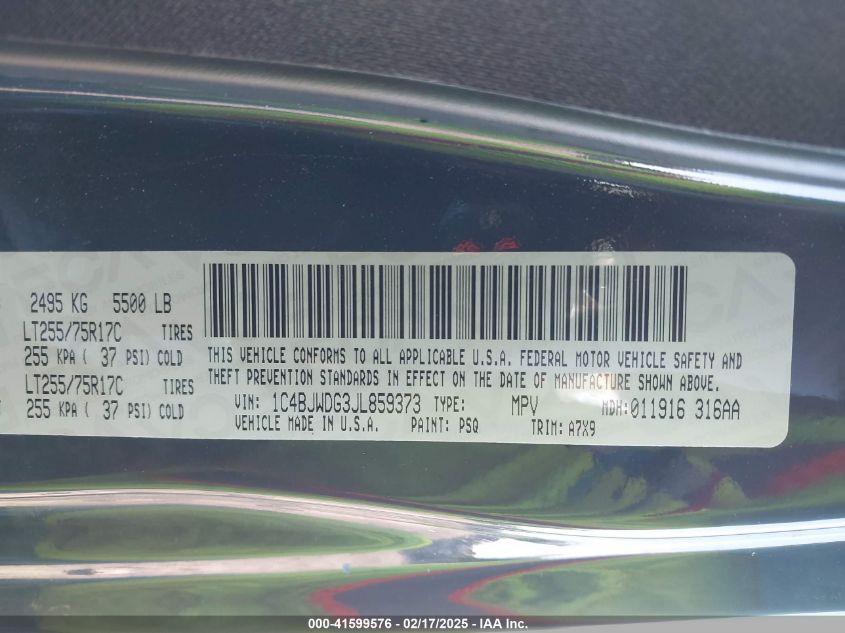 2495 KG 5500 LB
LT255/75R17C TIRES
255 KPA ( 37 PSI) COLD
LT255/75R17C TIRES
255 KPA ( 37 PSI) COLD
THIS VEHICLE CONFORMS TO ALL APPLICABLE U.S.A. FEDERAL MOTOR VEHICLE SAFETY AND
THEFT PREVENTION STANDARDS IN EFFECT ON THE DATE OF MANUFACTURE SHOWN ABOVE.
VIN: 1C4BJWDG3JL859373 TYPE: MPV MDH: 011916 316AA
VEHICLE MADE IN U.S.A. PAINT: PSQ TRIM: A7X9
000-41599576 - 02/17/2025 - IAA Inc.